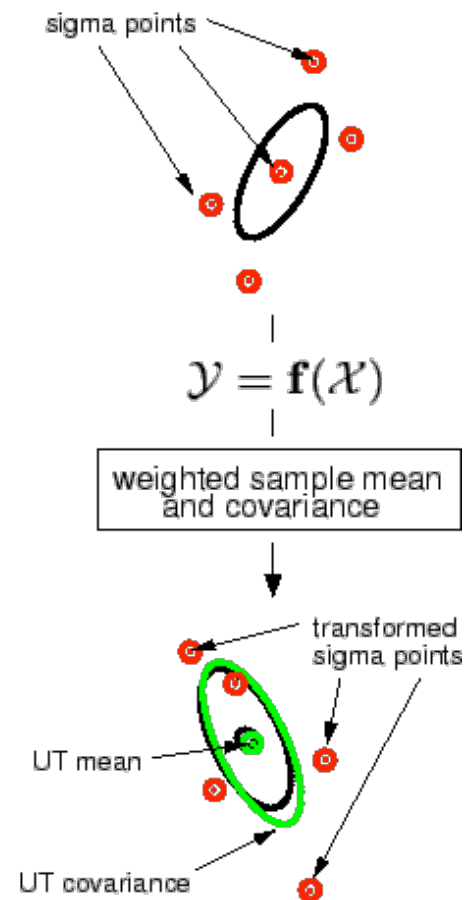 sigma points
𝒴 = f(𝒳)
weighted sample mean
and covariance
transformed
sigma points
UT mean
UT covariance